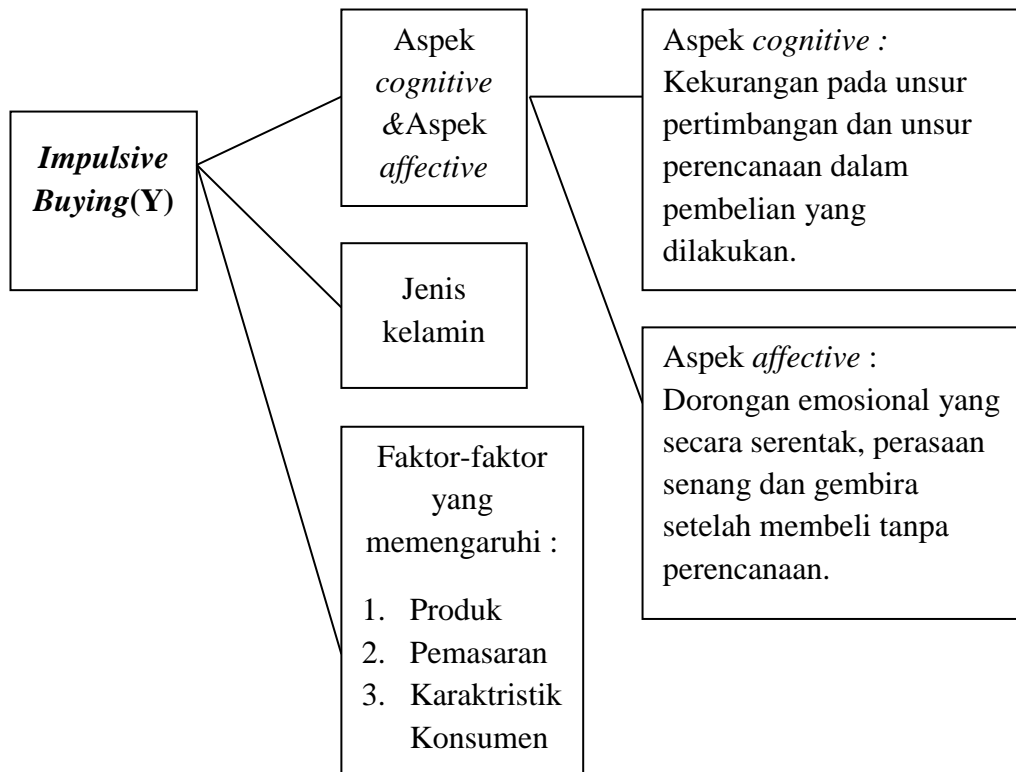 Impulsive
Buying(Y)
Aspek
cognitive
&Aspek
affective
Jenis
kelamin
Faktor-faktor
yang
memengaruhi :
1. Produk
2. Pemasaran
3. Karaktristik
Konsumen
Aspek cognitive :
Kekurangan pada unsur
pertimbangan dan unsur
perencanaan dalam
pembelian yang
dilakukan.
Aspek affective :
Dorongan emosional yang
secara serentak, perasaan
senang dan gembira
setelah membeli tanpa
perencanaan.